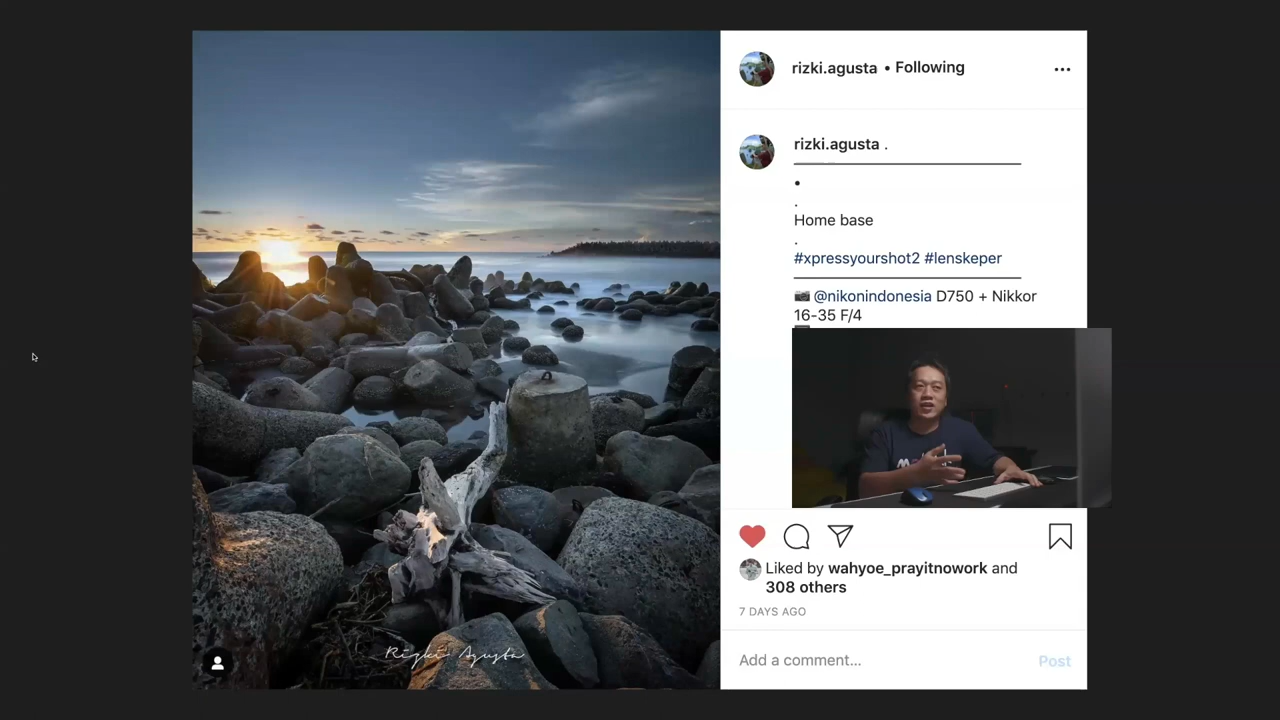 rizki.agusta • Following
rizki.agusta .
•
.
Home base
.
#xpressyourshot2 #lenskeper
@nikonindonesia D750 + Nikkor
16-35 F/4
Liked by wahyoe_prayitnowork and
308 others
7 DAYS AGO
Add a comment...
Post
Rizki Agusta